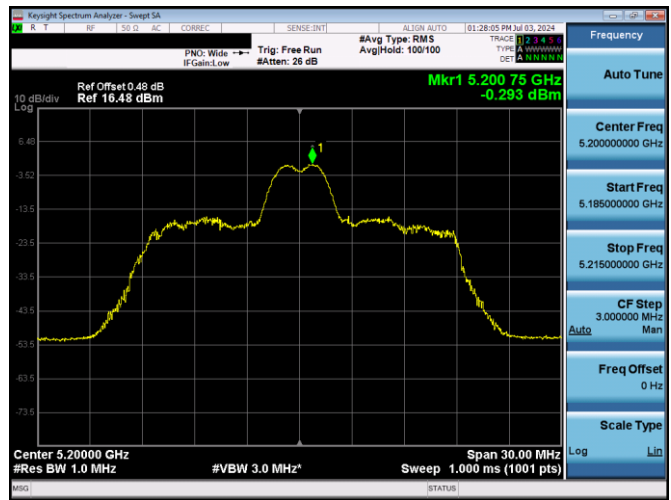 Keysight Spectrum Analyzer - Swept SA
R T RF 50 Ω AC CORREC SENSE:INT ALIGN AUTO 01:28:05 PM Jul 03, 2024
Frequency
PNO: Wide
IFGain:Low
Trig: Free Run
#Atten: 26 dB
#Avg Type: RMS
Avg|Hold: 100/100
TRACE 1 2 3 4 5 6
TYPE A WWWWW
DET A N N N N N
Auto Tune
Mkr1 5.200 75 GHz
-0.293 dBm
Ref Offset 0.48 dB
10 dB/div Ref 16.48 dBm
Log
6.48
-3.52
-13.5
-23.5
-33.5
-43.5
-53.5
-63.5
-73.5
1
Center Freq
5.200000000 GHz
Start Freq
5.185000000 GHz
Stop Freq
5.215000000 GHz
CF Step
3.000000 MHz
Auto Man
Freq Offset
0 Hz
Scale Type
Log Lin
Center 5.20000 GHz Span 30.00 MHz
#Res BW 1.0 MHz #VBW 3.0 MHz* Sweep 1.000 ms (1001 pts)
MSG STATUS